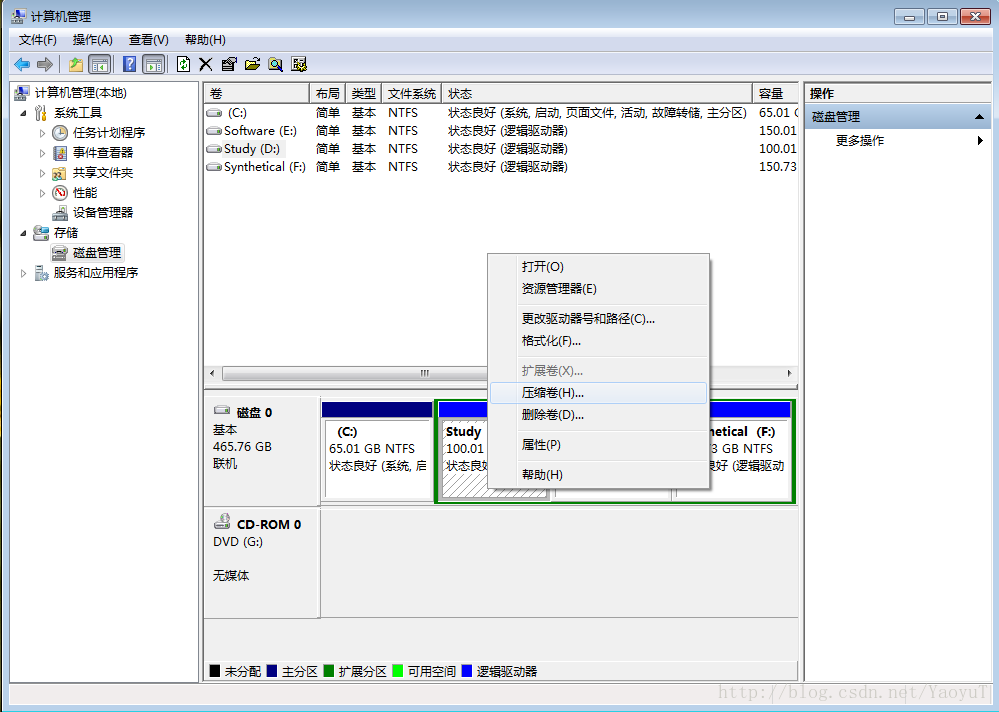 计算机管理
文件(F) 操作(A) 查看(V) 帮助(H)
计算机管理(本地)
系统工具
任务计划程序
事件查看器
共享文件夹
性能
设备管理器
存储
磁盘管理
服务和应用程序
卷 布局 类型 文件系统 状态 容量
(C:) 简单 基本 NTFS 状态良好 (系统, 启动, 页面文件, 活动, 故障转储, 主分区) 65.01
Software (E:) 简单 基本 NTFS 状态良好 (逻辑驱动器) 150.01
Study (D:) 简单 基本 NTFS 状态良好 (逻辑驱动器) 100.01
Synthetical (F:) 简单 基本 NTFS 状态良好 (逻辑驱动器) 150.73
操作
磁盘管理
更多操作
打开(O)
资源管理器(E)
更改驱动器号和路径(C)...
格式化(F)...
扩展卷(X)...
压缩卷(H)...
删除卷(D)...
属性(P)
帮助(H)
磁盘 0
基本
465.76 GB
联机
(C:)
65.01 GB NTFS
状态良好 (系统, 启
Study
100.01
状态良好
hetical (F:)
3 GB NTFS
良好 (逻辑驱动
CD-ROM 0
DVD (G:)
无媒体
未分配 主分区 扩展分区 可用空间 逻辑驱动器
http://blog.csdn.net/YaoyuT